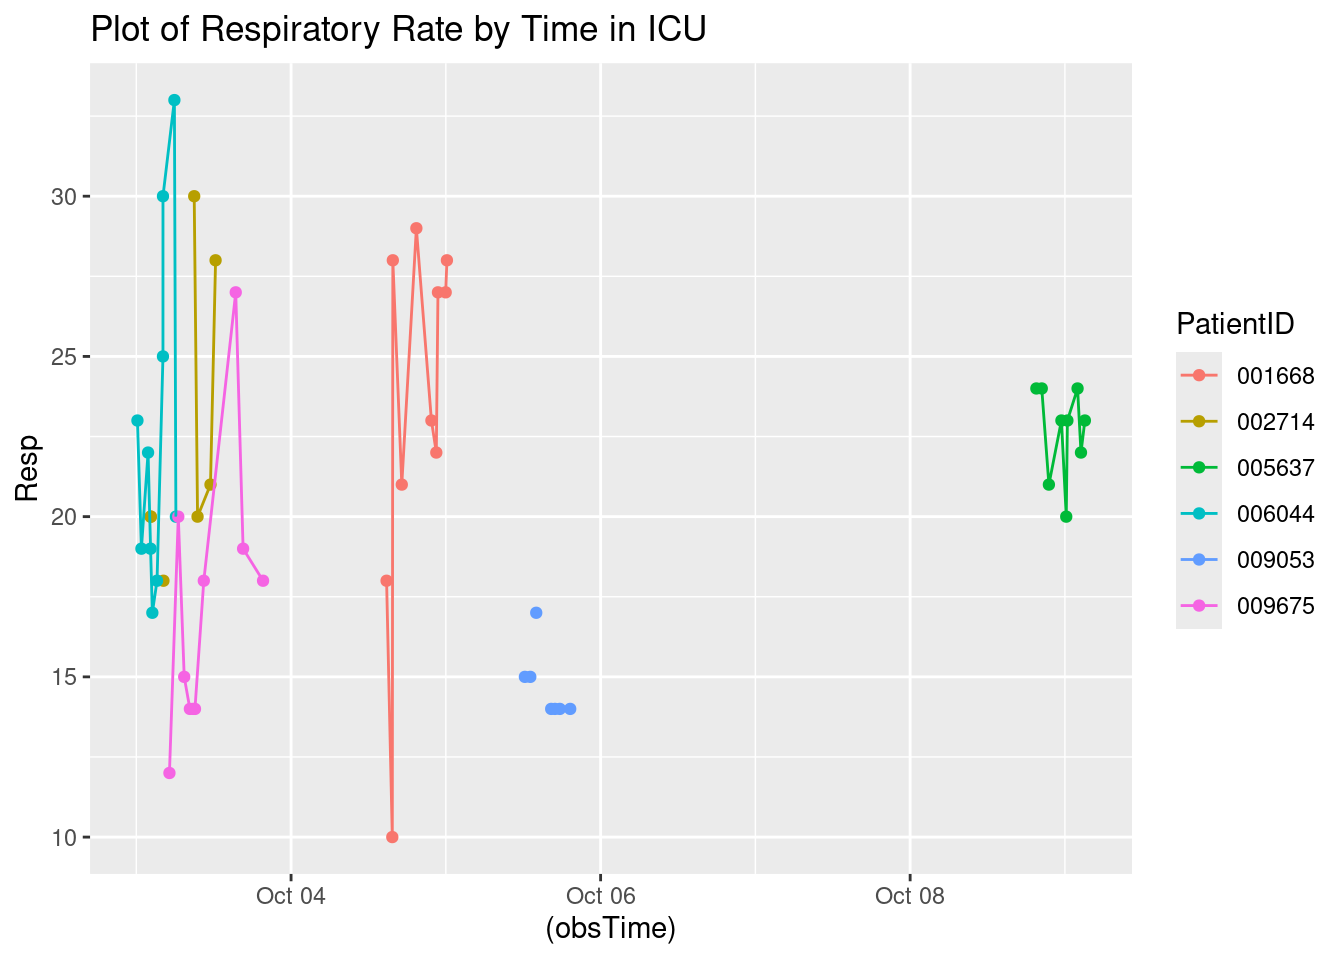 Plot of Respiratory Rate by Time in ICU
Resp
30
25
20
15
10
Oct 04
Oct 06
Oct 08
(obsTime)
PatientID
001668
002714
005637
006044
009053
009675